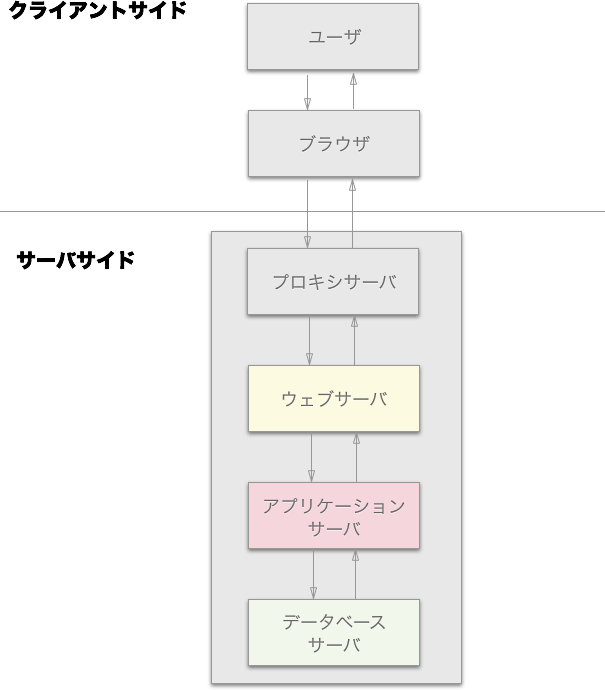 クライアントサイド
ユーザ
ブラウザ
サーバサイド
プロキシサーバ
ウェブサーバ
アプリケーション
サーバ
データベース
サーバ